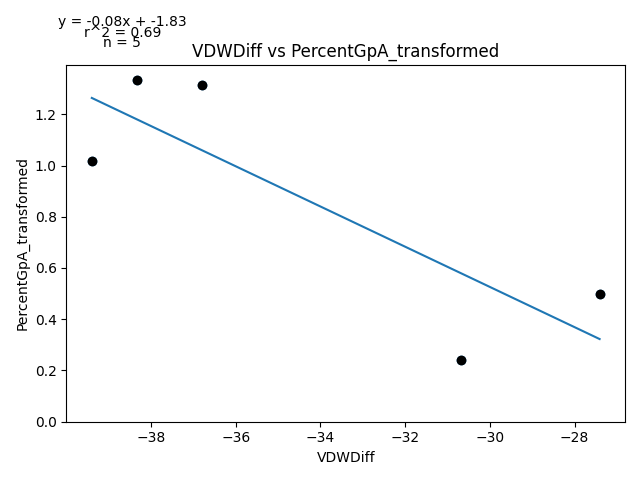 y = -0.08x + -1.83
r^2 = 0.69
n = 5
VDWDiff vs PercentGpA_transformed
PercentGpA_transformed
1.2
1.0
0.8
0.6
0.4
0.2
0.0
−38
−36
−34
−32
−30
−28
VDWDiff